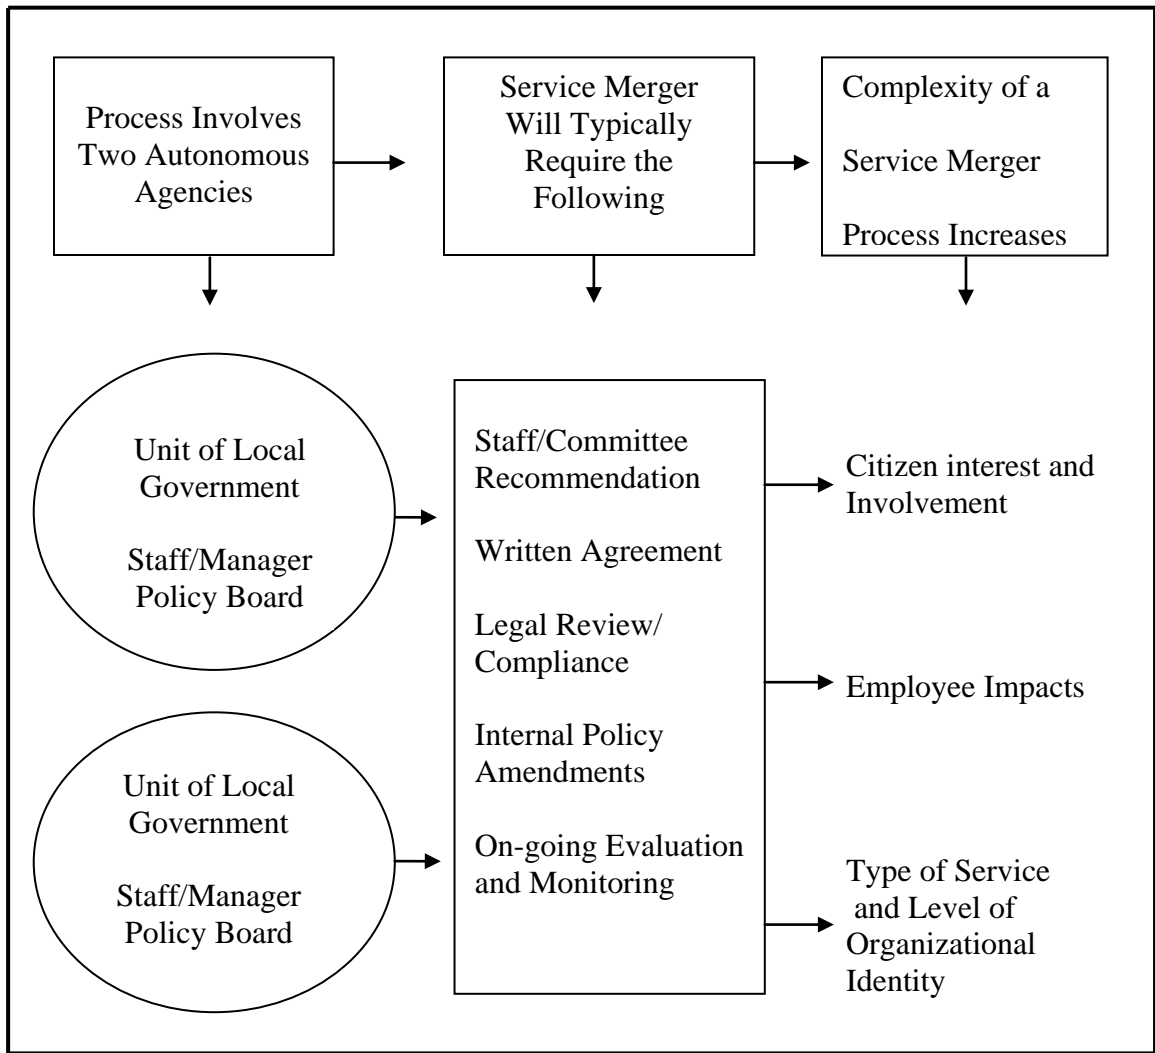 Process Involves
Two Autonomous
Agencies
Service Merger
Will Typically
Require the
Following
Complexity of a
Service Merger
Process Increases
Unit of Local
Government
Staff/Manager
Policy Board
Unit of Local
Government
Staff/Manager
Policy Board
Staff/Committee
Recommendation
Written Agreement
Legal Review/
Compliance
Internal Policy
Amendments
On-going Evaluation
and Monitoring
Citizen interest and
Involvement
Employee Impacts
Type of Service
and Level of
Organizational
Identity